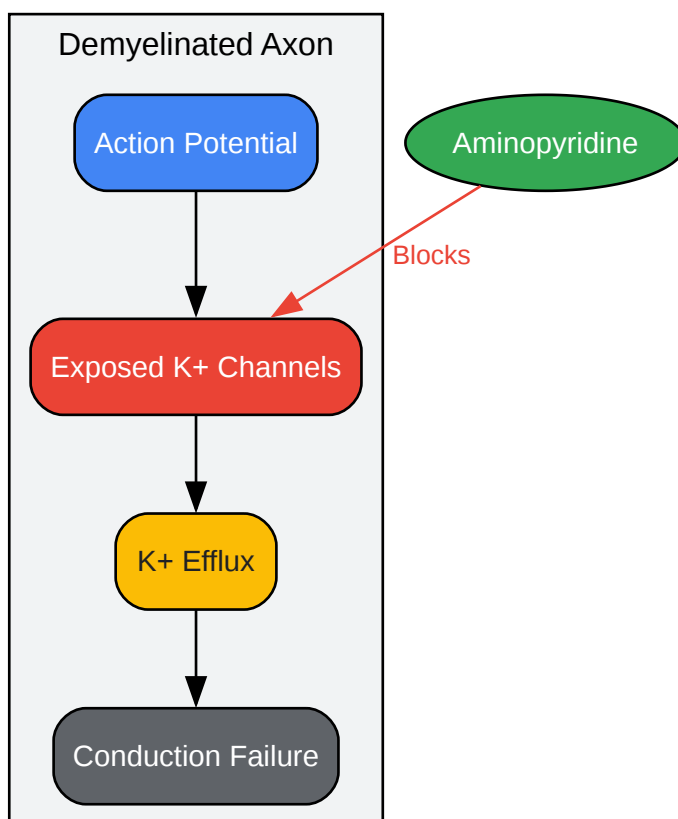 Demyelinated Axon
Action Potential
Aminopyridine
Blocks
Exposed K+ Channels
K+ Efflux
Conduction Failure